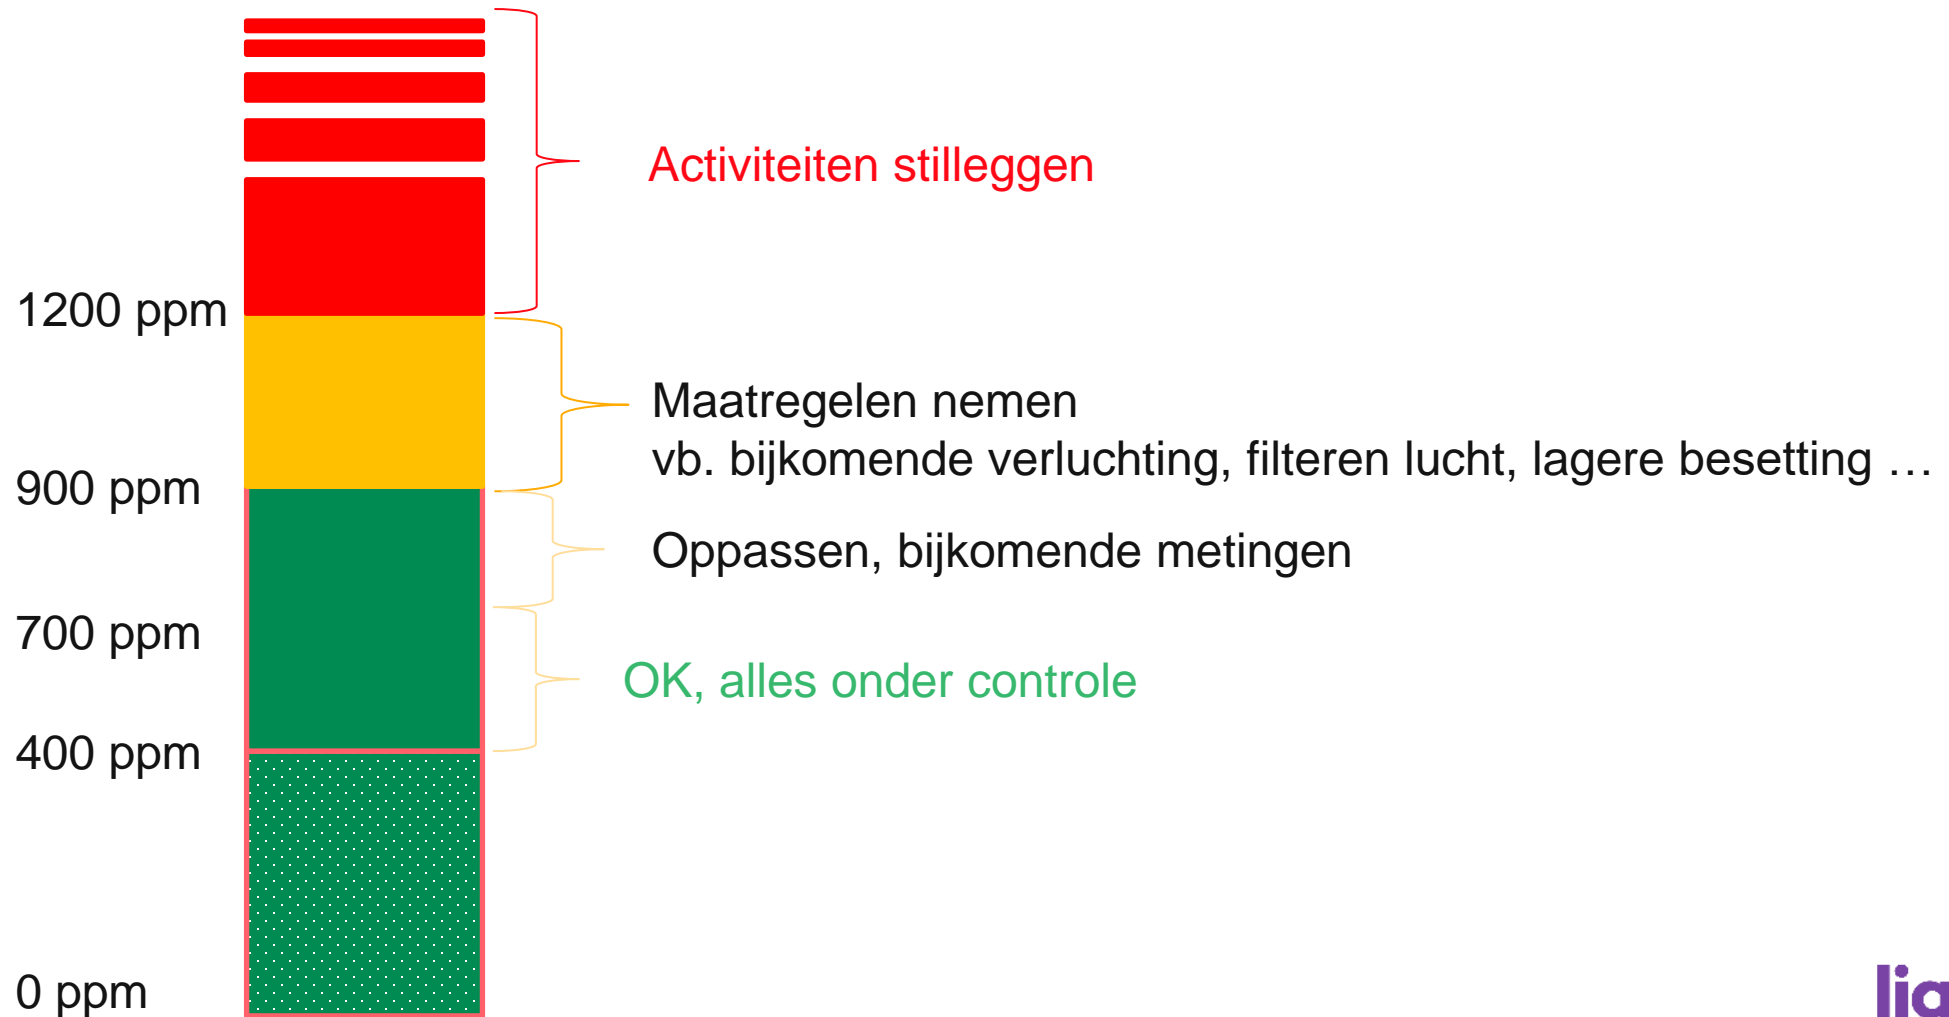 Activiteiten stilleggen
1200 ppm
Maatregelen nemen
vb. bijkomende verluchting, filteren lucht, lagere besetting …
900 ppm
Oppassen, bijkomende metingen
700 ppm
OK, alles onder controle
400 ppm
0 ppm